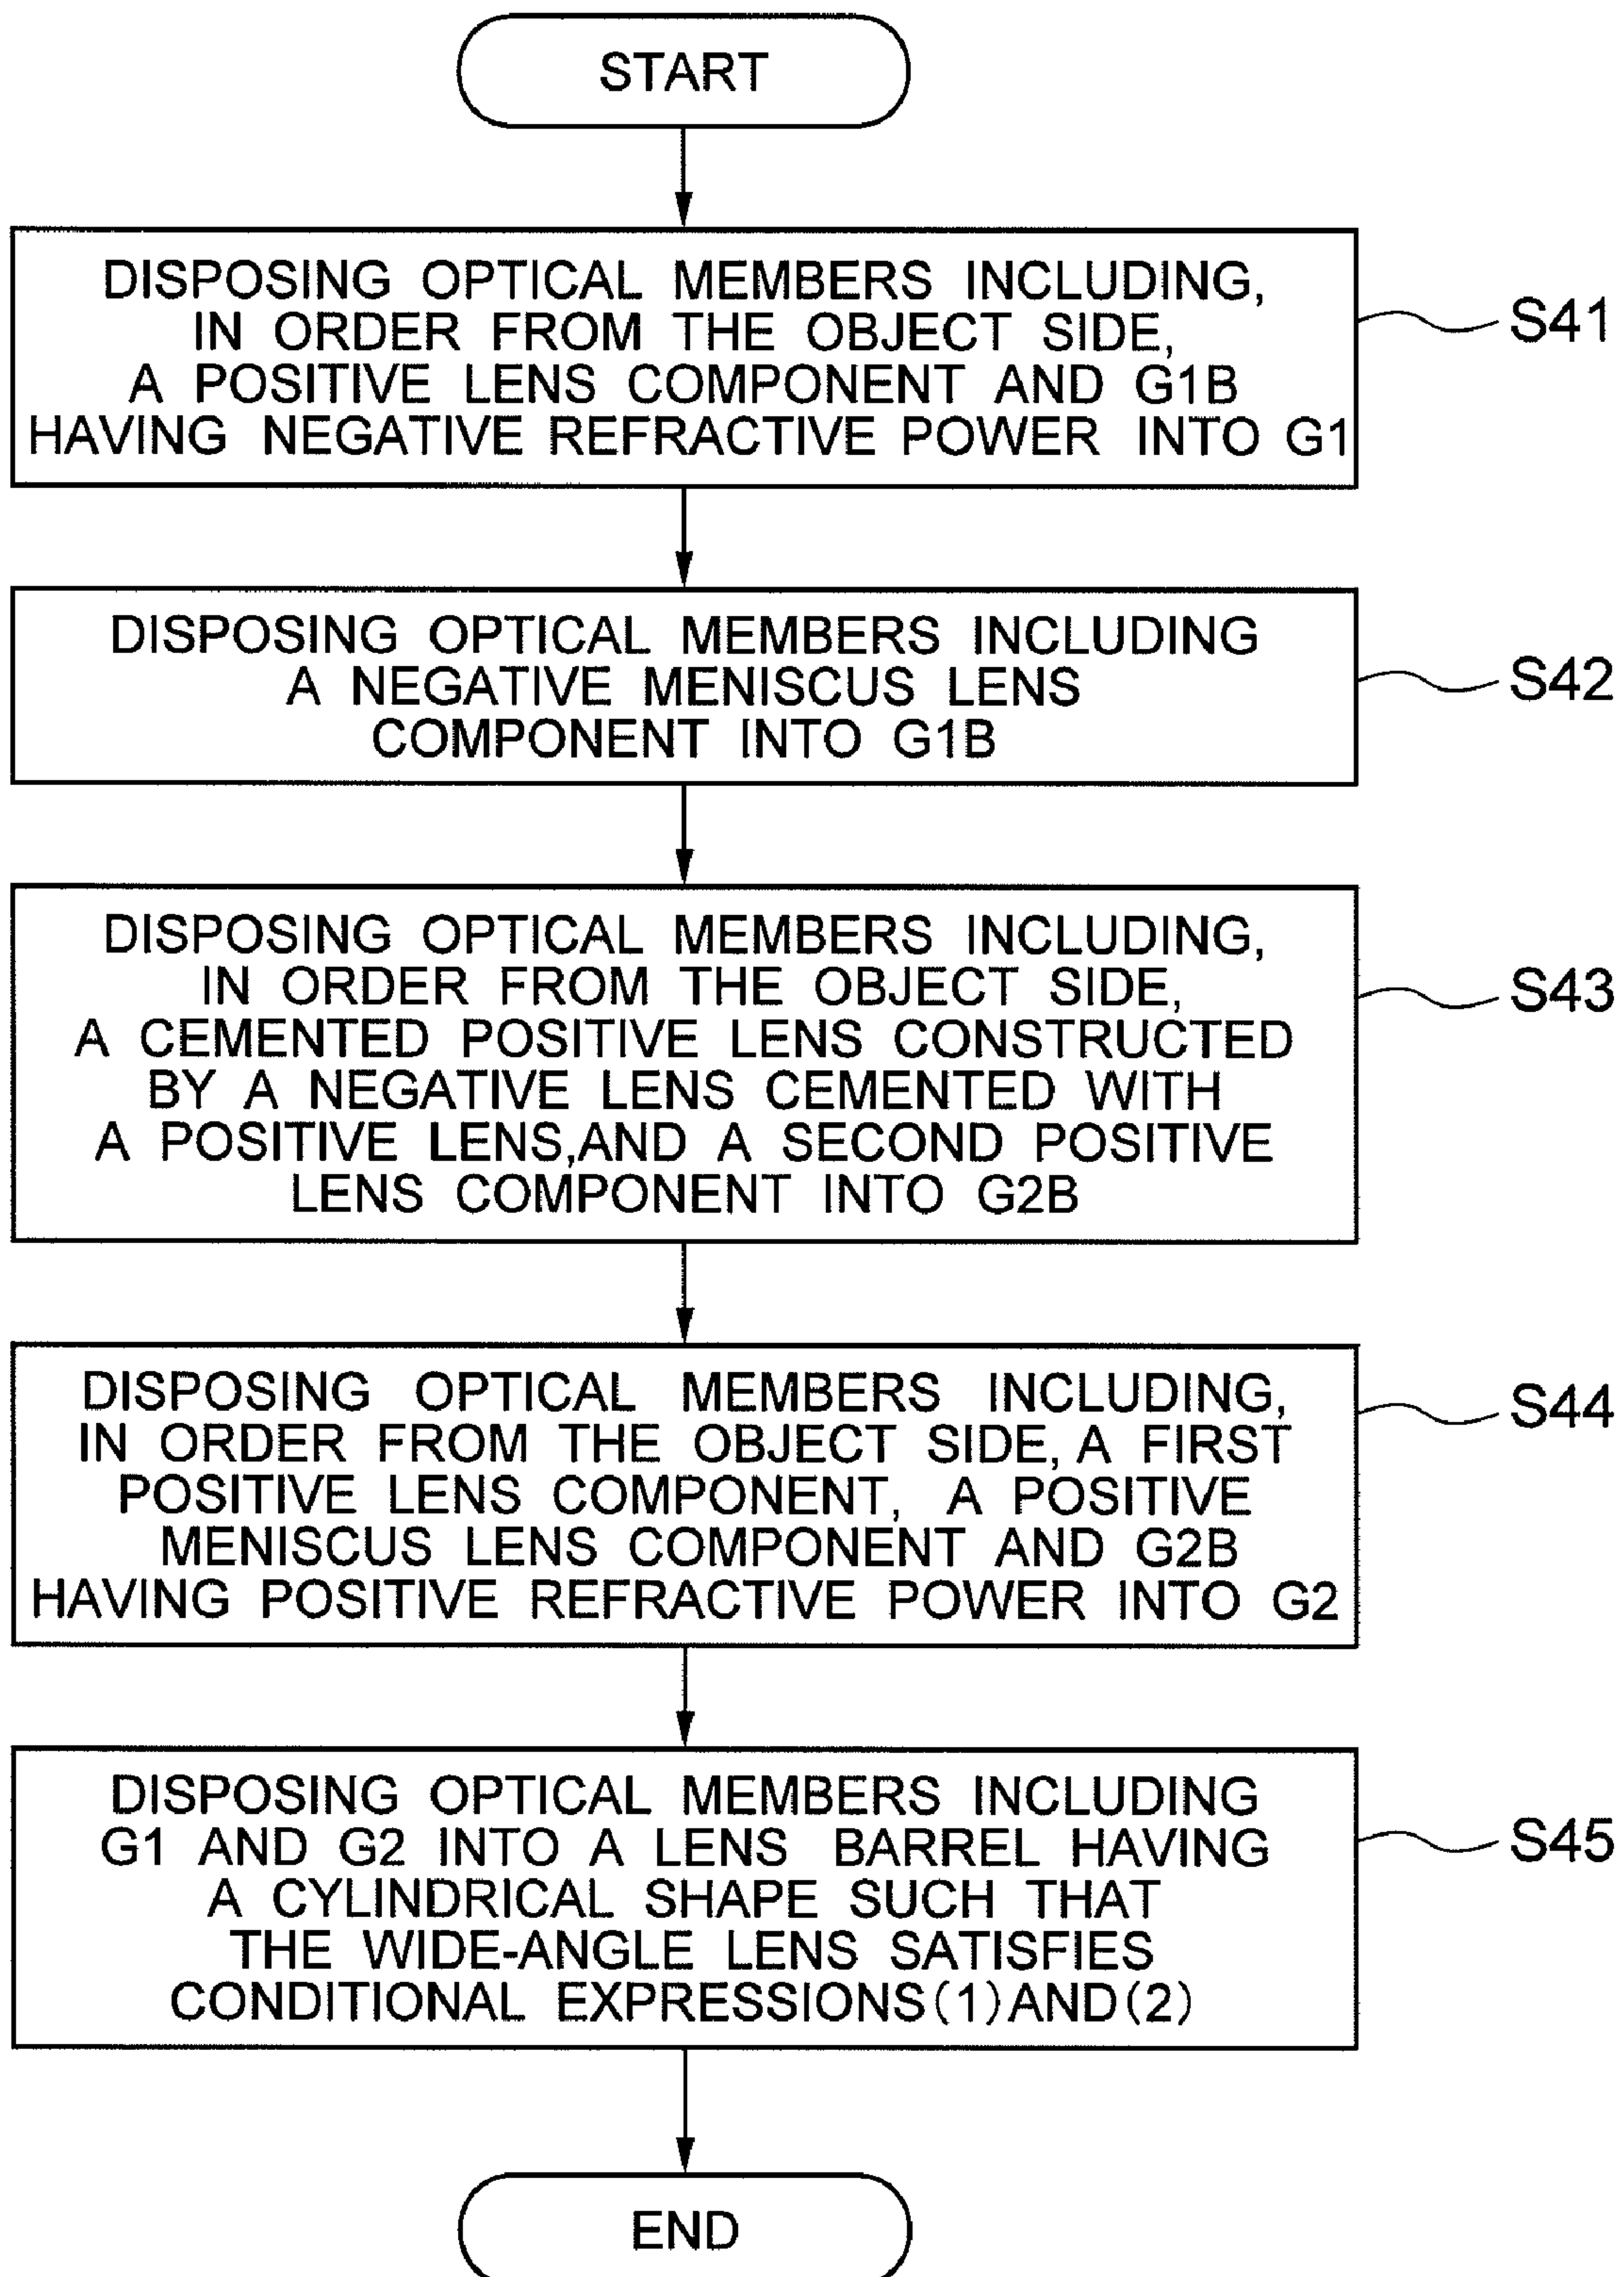 START
DISPOSING OPTICAL MEMBERS INCLUDING,
IN ORDER FROM THE OBJECT SIDE,
A POSITIVE LENS COMPONENT AND G1B
HAVING NEGATIVE REFRACTIVE POWER INTO G1
S41
DISPOSING OPTICAL MEMBERS INCLUDING
A NEGATIVE MENISCUS LENS
COMPONENT INTO G1B
S42
DISPOSING OPTICAL MEMBERS INCLUDING,
IN ORDER FROM THE OBJECT SIDE,
A CEMENTED POSITIVE LENS CONSTRUCTED
BY A NEGATIVE LENS CEMENTED WITH
A POSITIVE LENS,AND A SECOND POSITIVE
LENS COMPONENT INTO G2B
S43
DISPOSING OPTICAL MEMBERS INCLUDING,
IN ORDER FROM THE OBJECT SIDE, A FIRST
POSITIVE LENS COMPONENT, A POSITIVE
MENISCUS LENS COMPONENT AND G2B
HAVING POSITIVE REFRACTIVE POWER INTO G2
S44
DISPOSING OPTICAL MEMBERS INCLUDING
G1 AND G2 INTO A LENS BARREL HAVING
A CYLINDRICAL SHAPE SUCH THAT
THE WIDE-ANGLE LENS SATISFIES
CONDITIONAL EXPRESSIONS(1)AND(2)
S45
END